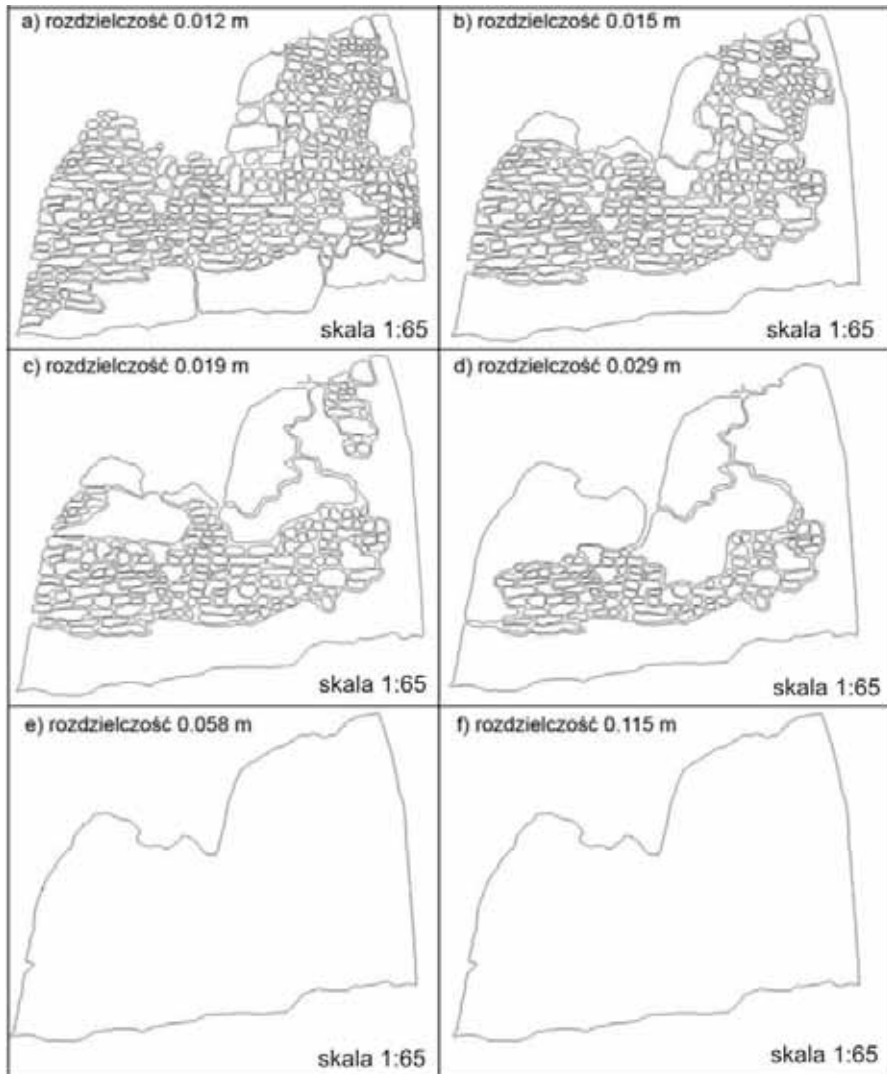 a) rozdzielczość 0.012 m
skala 1:65
b) rozdzielczość 0.015 m
skala 1:65
c) rozdzielczość 0.019 m
skala 1:65
d) rozdzielczość 0.029 m
skala 1:65
e) rozdzielczość 0.058 m
skala 1:65
f) rozdzielczość 0.115 m
skala 1:65